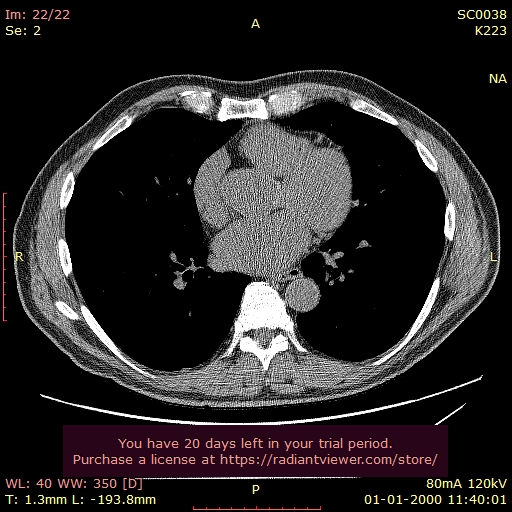 Im: 22/22
Se: 2
A
SC0038
K223
NA
R
L
You have 20 days left in your trial period.
Purchase a license at https://radiantviewer.com/store/
WL: 40 WW: 350 [D]
T: 1.3mm L: -193.8mm
P
80mA 120kV
01-01-2000 11:40:01